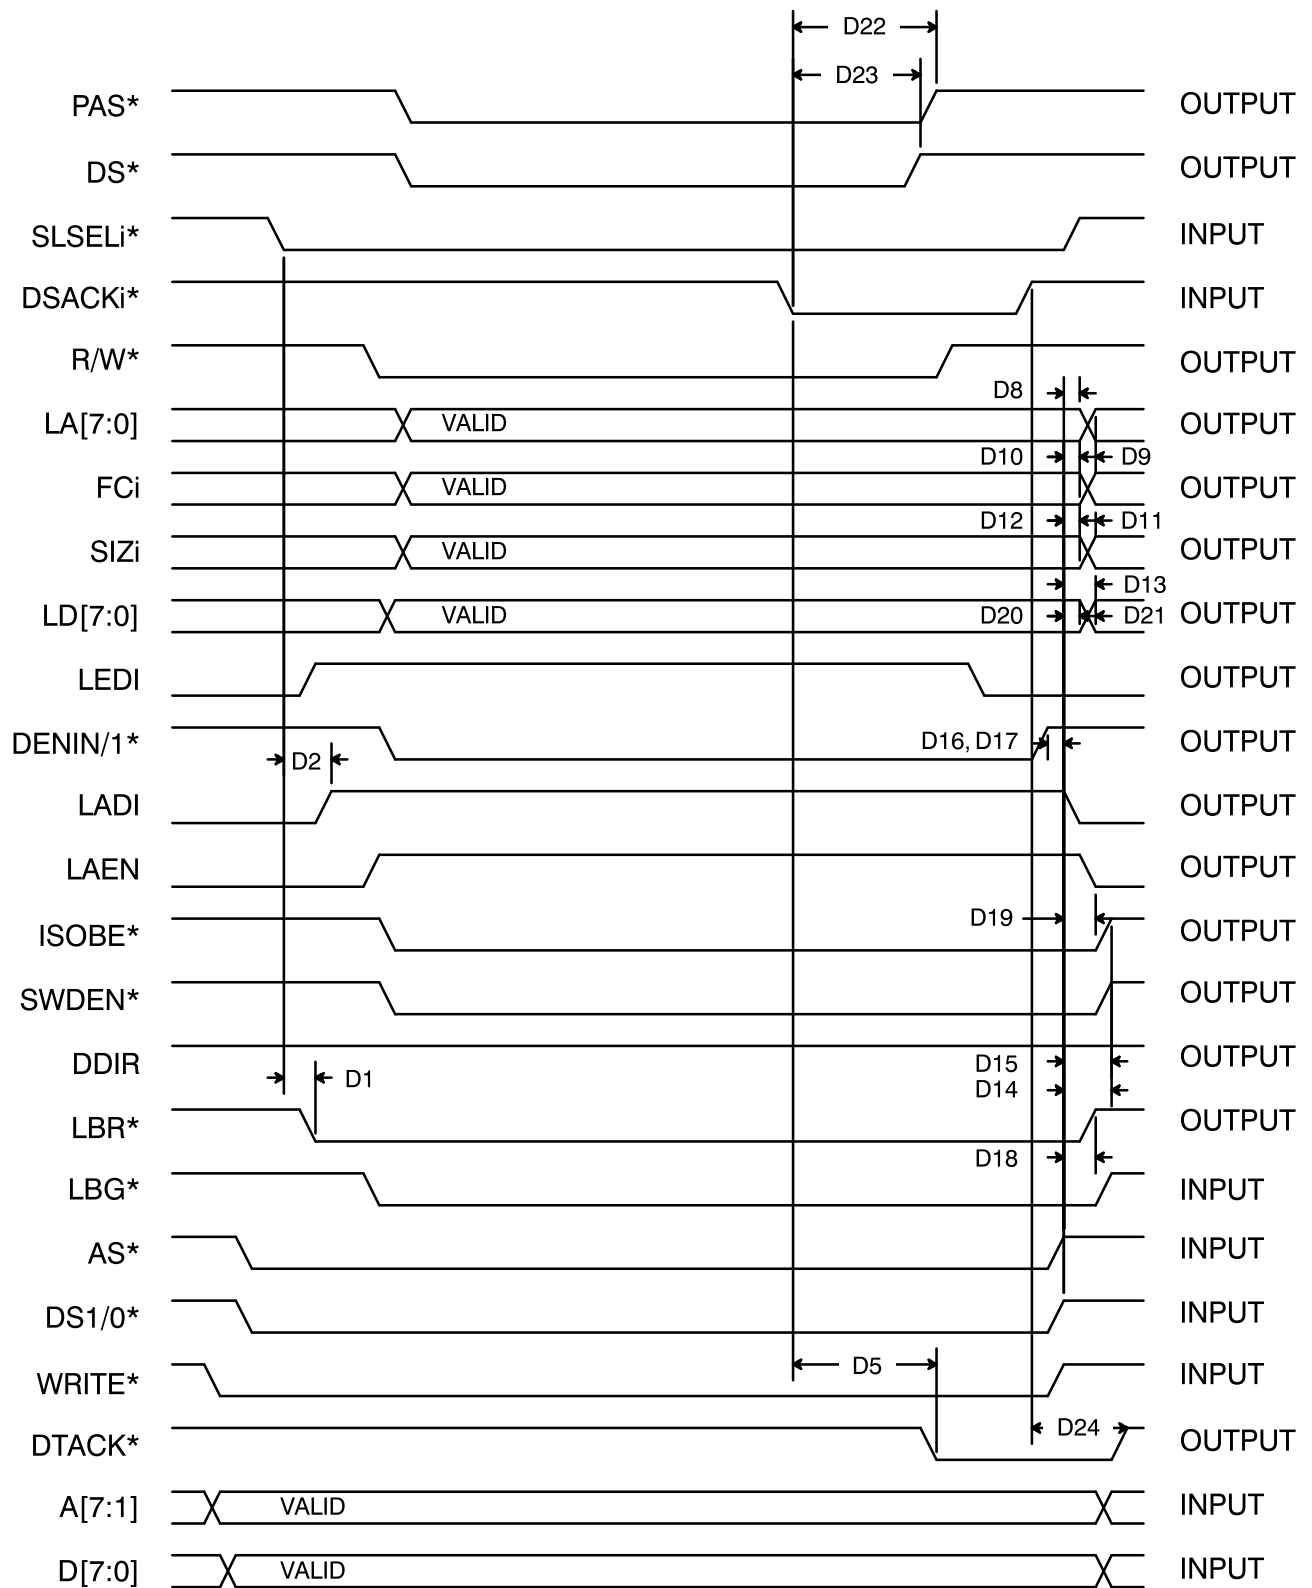 D22
D23
PAS* OUTPUT
DS* OUTPUT
SLSELi* INPUT
DSACKi* INPUT
R/W* OUTPUT
D8
LA[7:0] VALID OUTPUT
D10 D9
FCi VALID OUTPUT
D12 D11
SIZi VALID OUTPUT
D13
LD[7:0] VALID D20 D21 OUTPUT
LEDI OUTPUT
DENIN/1* D16, D17 OUTPUT
D2
LADI OUTPUT
LAEN OUTPUT
D19
ISOBE* OUTPUT
SWDEN* OUTPUT
DDIR D15 OUTPUT
D1 D14
LBR* OUTPUT
D18
LBG* INPUT
AS* INPUT
DS1/0* INPUT
D5
WRITE* INPUT
D24
DTACK* OUTPUT
A[7:1] VALID INPUT
D[7:0] VALID INPUT